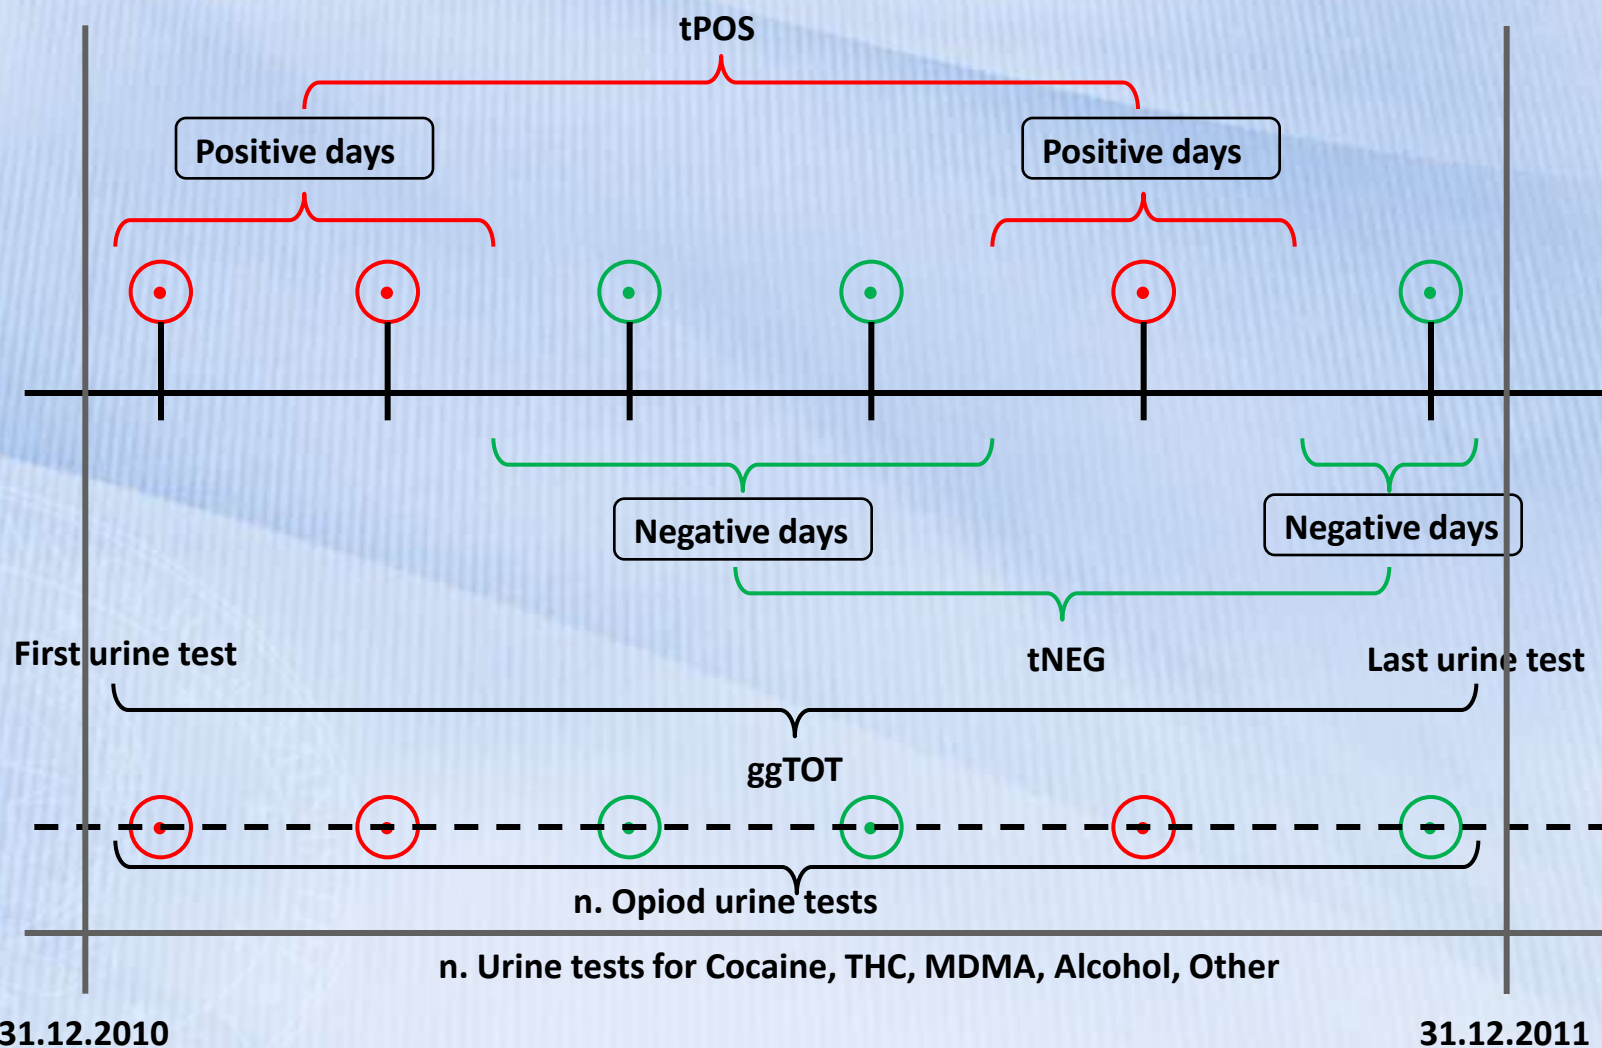 tPOS
Positive days
Positive days
Negative days
Negative days
First urine test
tNEG
Last urine test
ggTOT
n. Opiod urine tests
n. Urine tests for Cocaine, THC, MDMA, Alcohol, Other
31.12.2010
31.12.2011